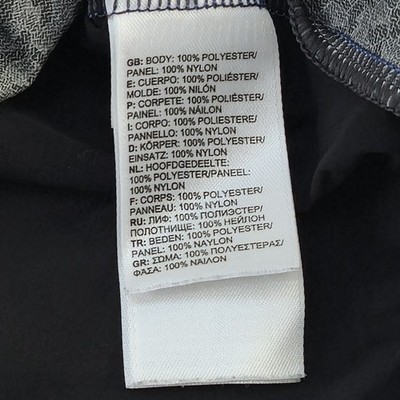 GB: BODY: 100% POLYESTER/
PANEL: 100% NYLON
E: CUERPO: 100% POLIÉSTER/
MOLDE: 100% NILÓN
P: CORPETE: 100% POLIÉSTER/
PAINEL: 100% NÁILON
I: CORPO: 100% POLIESTERE/
PANNELLO: 100% NYLON
D: KÖRPER: 100% POLYESTER/
EINSATZ: 100% NYLON
NL: HOOFDGEDEELTE:
100% POLYESTER/PANEEL:
100% NYLON
F: CORPS: 100% POLYESTER/
PANNEAU: 100% NYLON
RU: ЛИФ: 100% ПОЛИЭСТЕР/
ПОЛОТНИЩЕ: 100% НЕЙЛОН
TR: BEDEN: 100% POLYESTER/
PANEL: 100% NAYLON
GR: ΣΩΜΑ: 100% ΠΟΛΥΕΣΤΕΡΑΣ/
ΦΑΣΑ: 100% ΝΑΙΛΟΝ